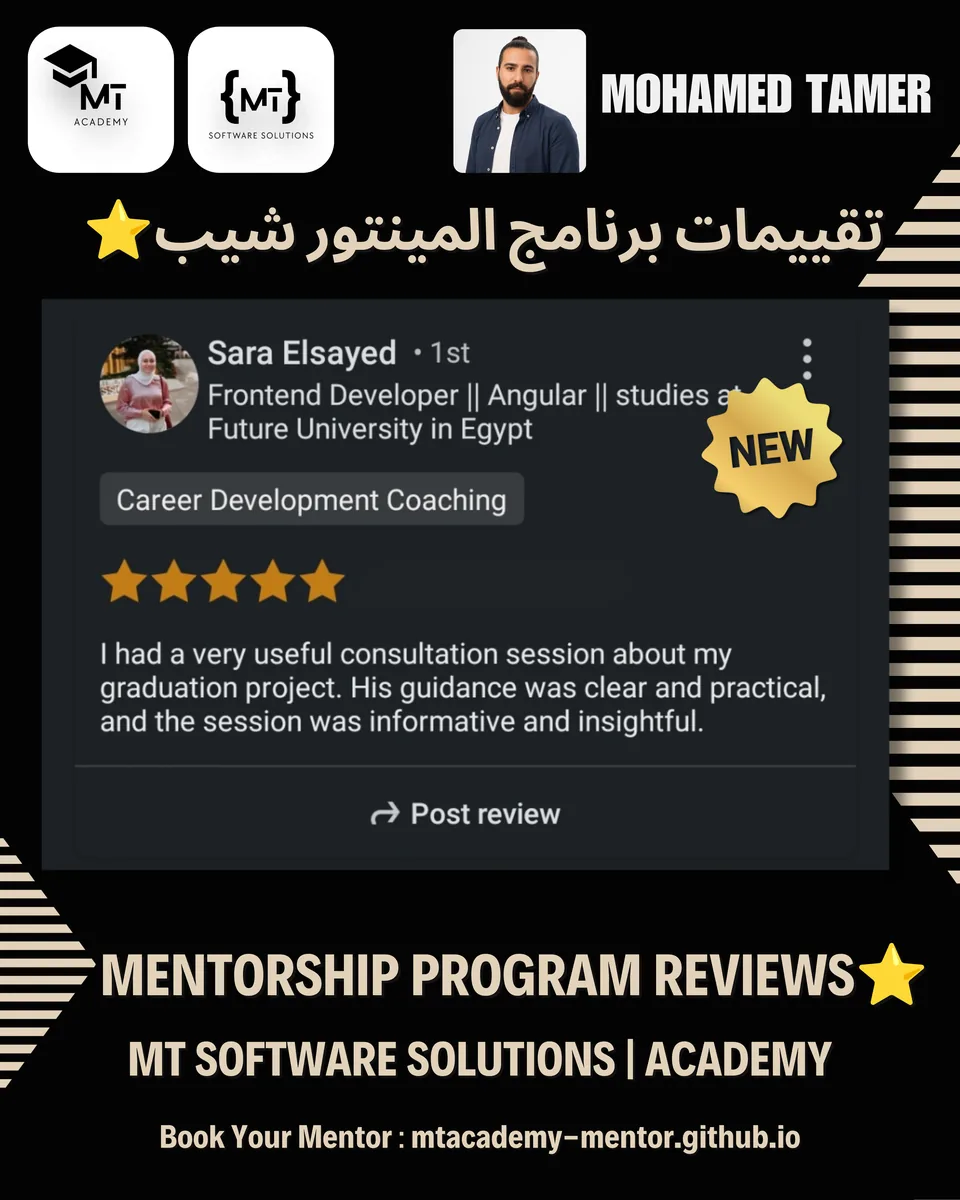 MT
ACADEMY
{MT}
SOFTWARE SOLUTIONS
MOHAMED TAMER
تقييمات برنامج المينتور شيب⭐
Sara Elsayed • 1st
Frontend Developer || Angular || studies at
Future University in Egypt
NEW
Career Development Coaching
I had a very useful consultation session about my
graduation project. His guidance was clear and practical,
and the session was informative and insightful.
Post review
MENTORSHIP PROGRAM REVIEWS⭐
MT SOFTWARE SOLUTIONS | ACADEMY
Book Your Mentor : mtacademy-mentor.github.io